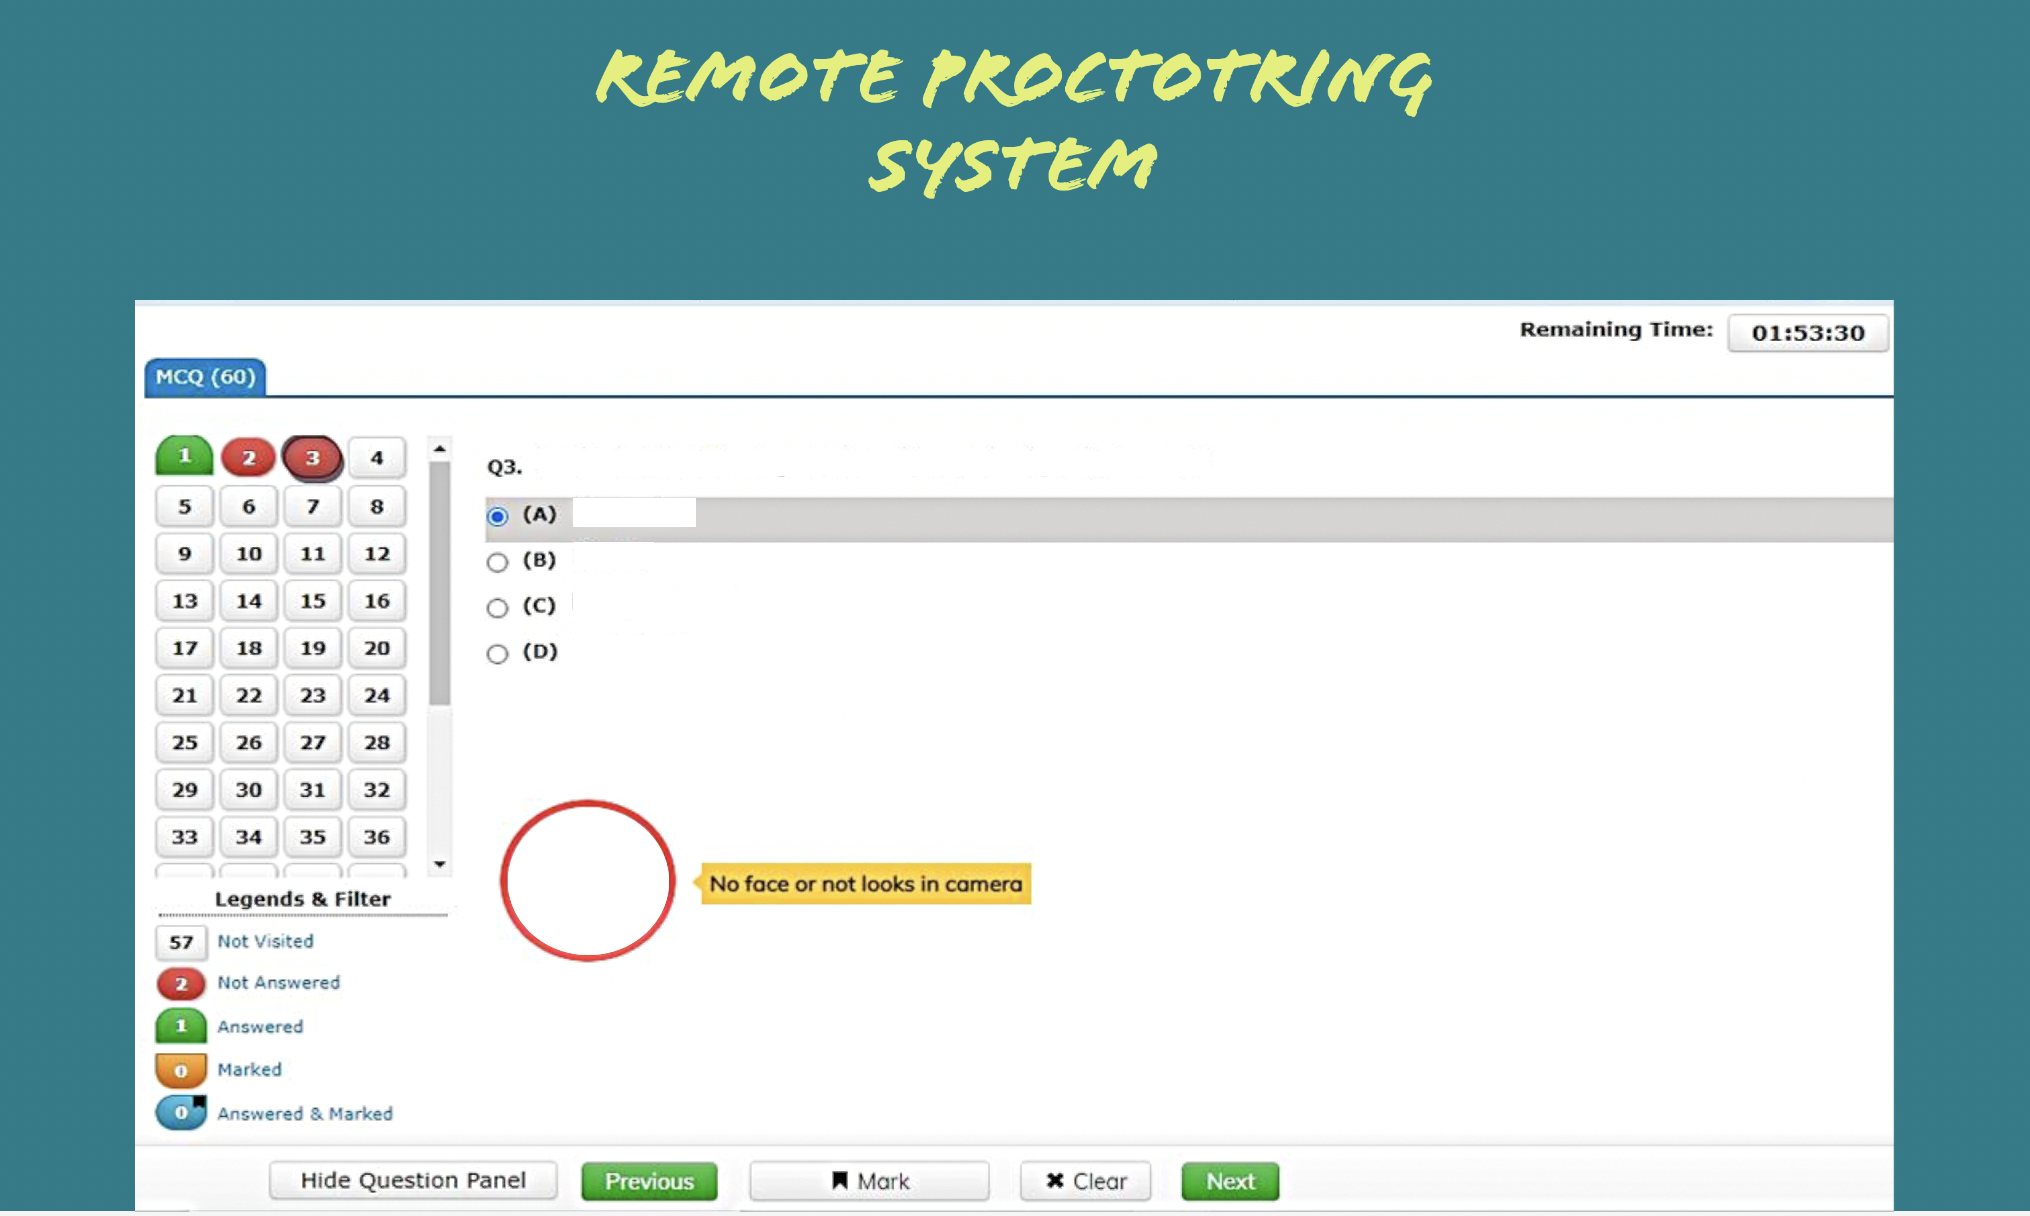 REMOTE PROCTOTRING
SYSTEM
Remaining Time: 01:53:30
MCQ (60)
1 2 3 4
5 6 7 8
9 10 11 12
13 14 15 16
17 18 19 20
21 22 23 24
25 26 27 28
29 30 31 32
33 34 35 36
Q3.
(A)
(B)
(C)
(D)
No face or not looks in camera
Legends & Filter
57 Not Visited
2 Not Answered
1 Answered
0 Marked
0 Answered & Marked
Hide Question Panel Previous Mark Clear Next